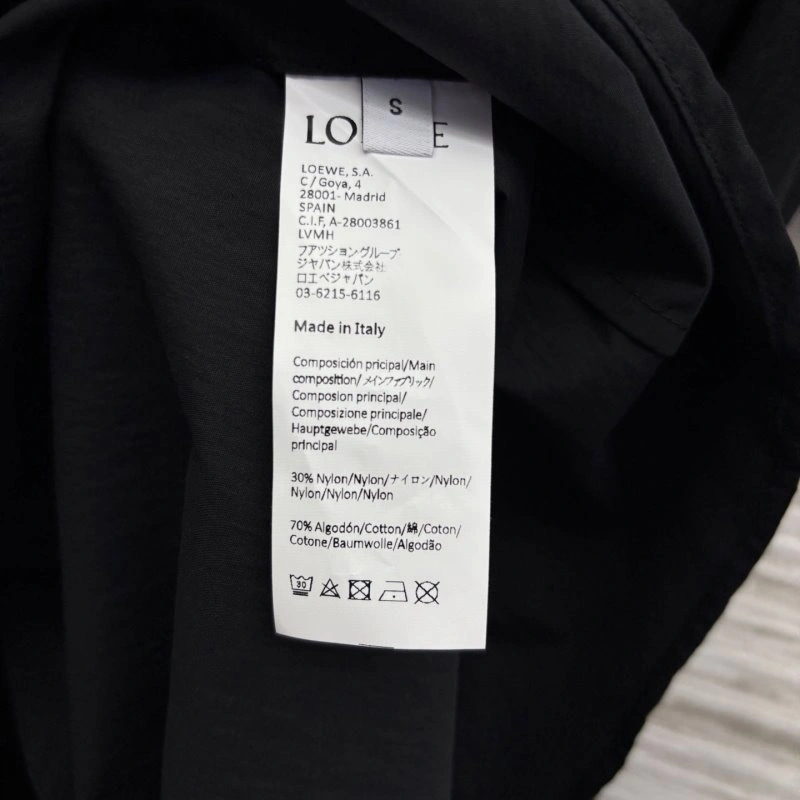 S
LO E
LOEWE, S.A.
C/Goya, 4
28001- Madrid
SPAIN
C.I.F, A-28003861
LVMH
フアツショングループ
ジャパン株式会社
ロエベジャパン
03-6215-6116
Made in Italy
Composición pricipal/Main
composition/メインファブリック/
Composion principal/
Composizione principale/
Hauptgewebe/Composição
principal
30% Nylon/Nylon/ナイロン/Nylon/
Nylon/Nylon/Nylon
70% Algodón/Cotton/綿/Coton/
Cotone/Baumwolle/Algodão
30